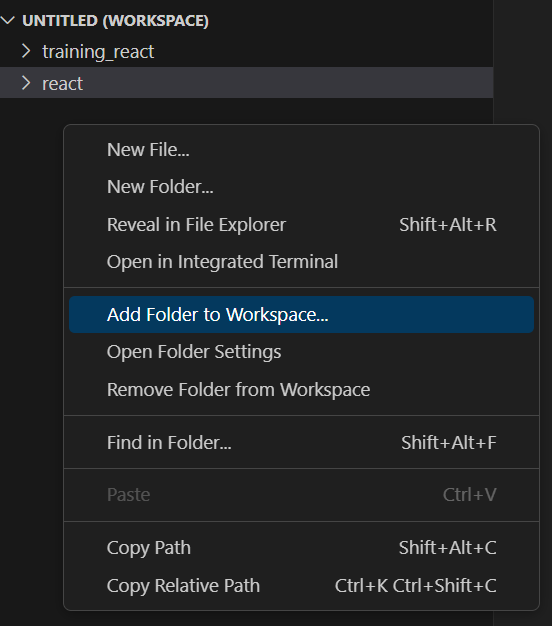 UNTITLED (WORKSPACE)
training_react
react
New File...
New Folder...
Reveal in File Explorer Shift+Alt+R
Open in Integrated Terminal
Add Folder to Workspace...
Open Folder Settings
Remove Folder from Workspace
Find in Folder... Shift+Alt+F
Paste Ctrl+V
Copy Path Shift+Alt+C
Copy Relative Path Ctrl+K Ctrl+Shift+C